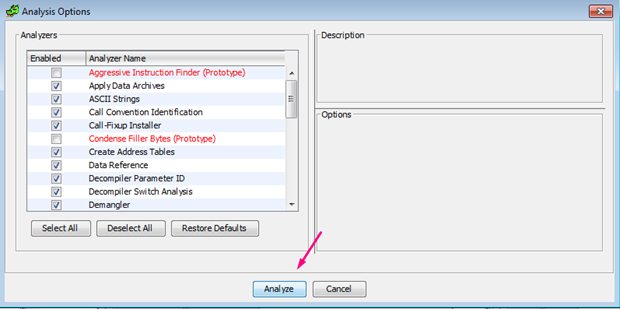 Analysis Options
Analyzers
Enabled Analyzer Name
Aggressive Instruction Finder (Prototype)
Apply Data Archives
ASCII Strings
Call Convention Identification
Call-Fixup Installer
Condense Filler Bytes (Prototype)
Create Address Tables
Data Reference
Decompiler Parameter ID
Decompiler Switch Analysis
Demangler
Select All Deselect All Restore Defaults
Description
Options
Analyze Cancel